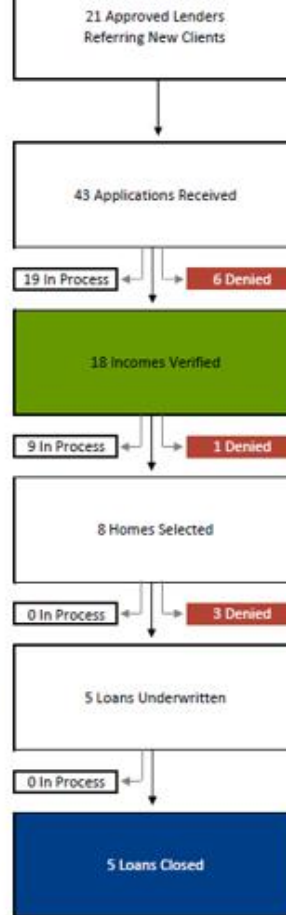 21 Approved Lenders
Referring New Clients
43 Applications Received
19 In Process
6 Denied
18 Incomes Verified
9 In Process
1 Denied
8 Homes Selected
0 In Process
3 Denied
5 Loans Underwritten
0 In Process
5 Loans Closed